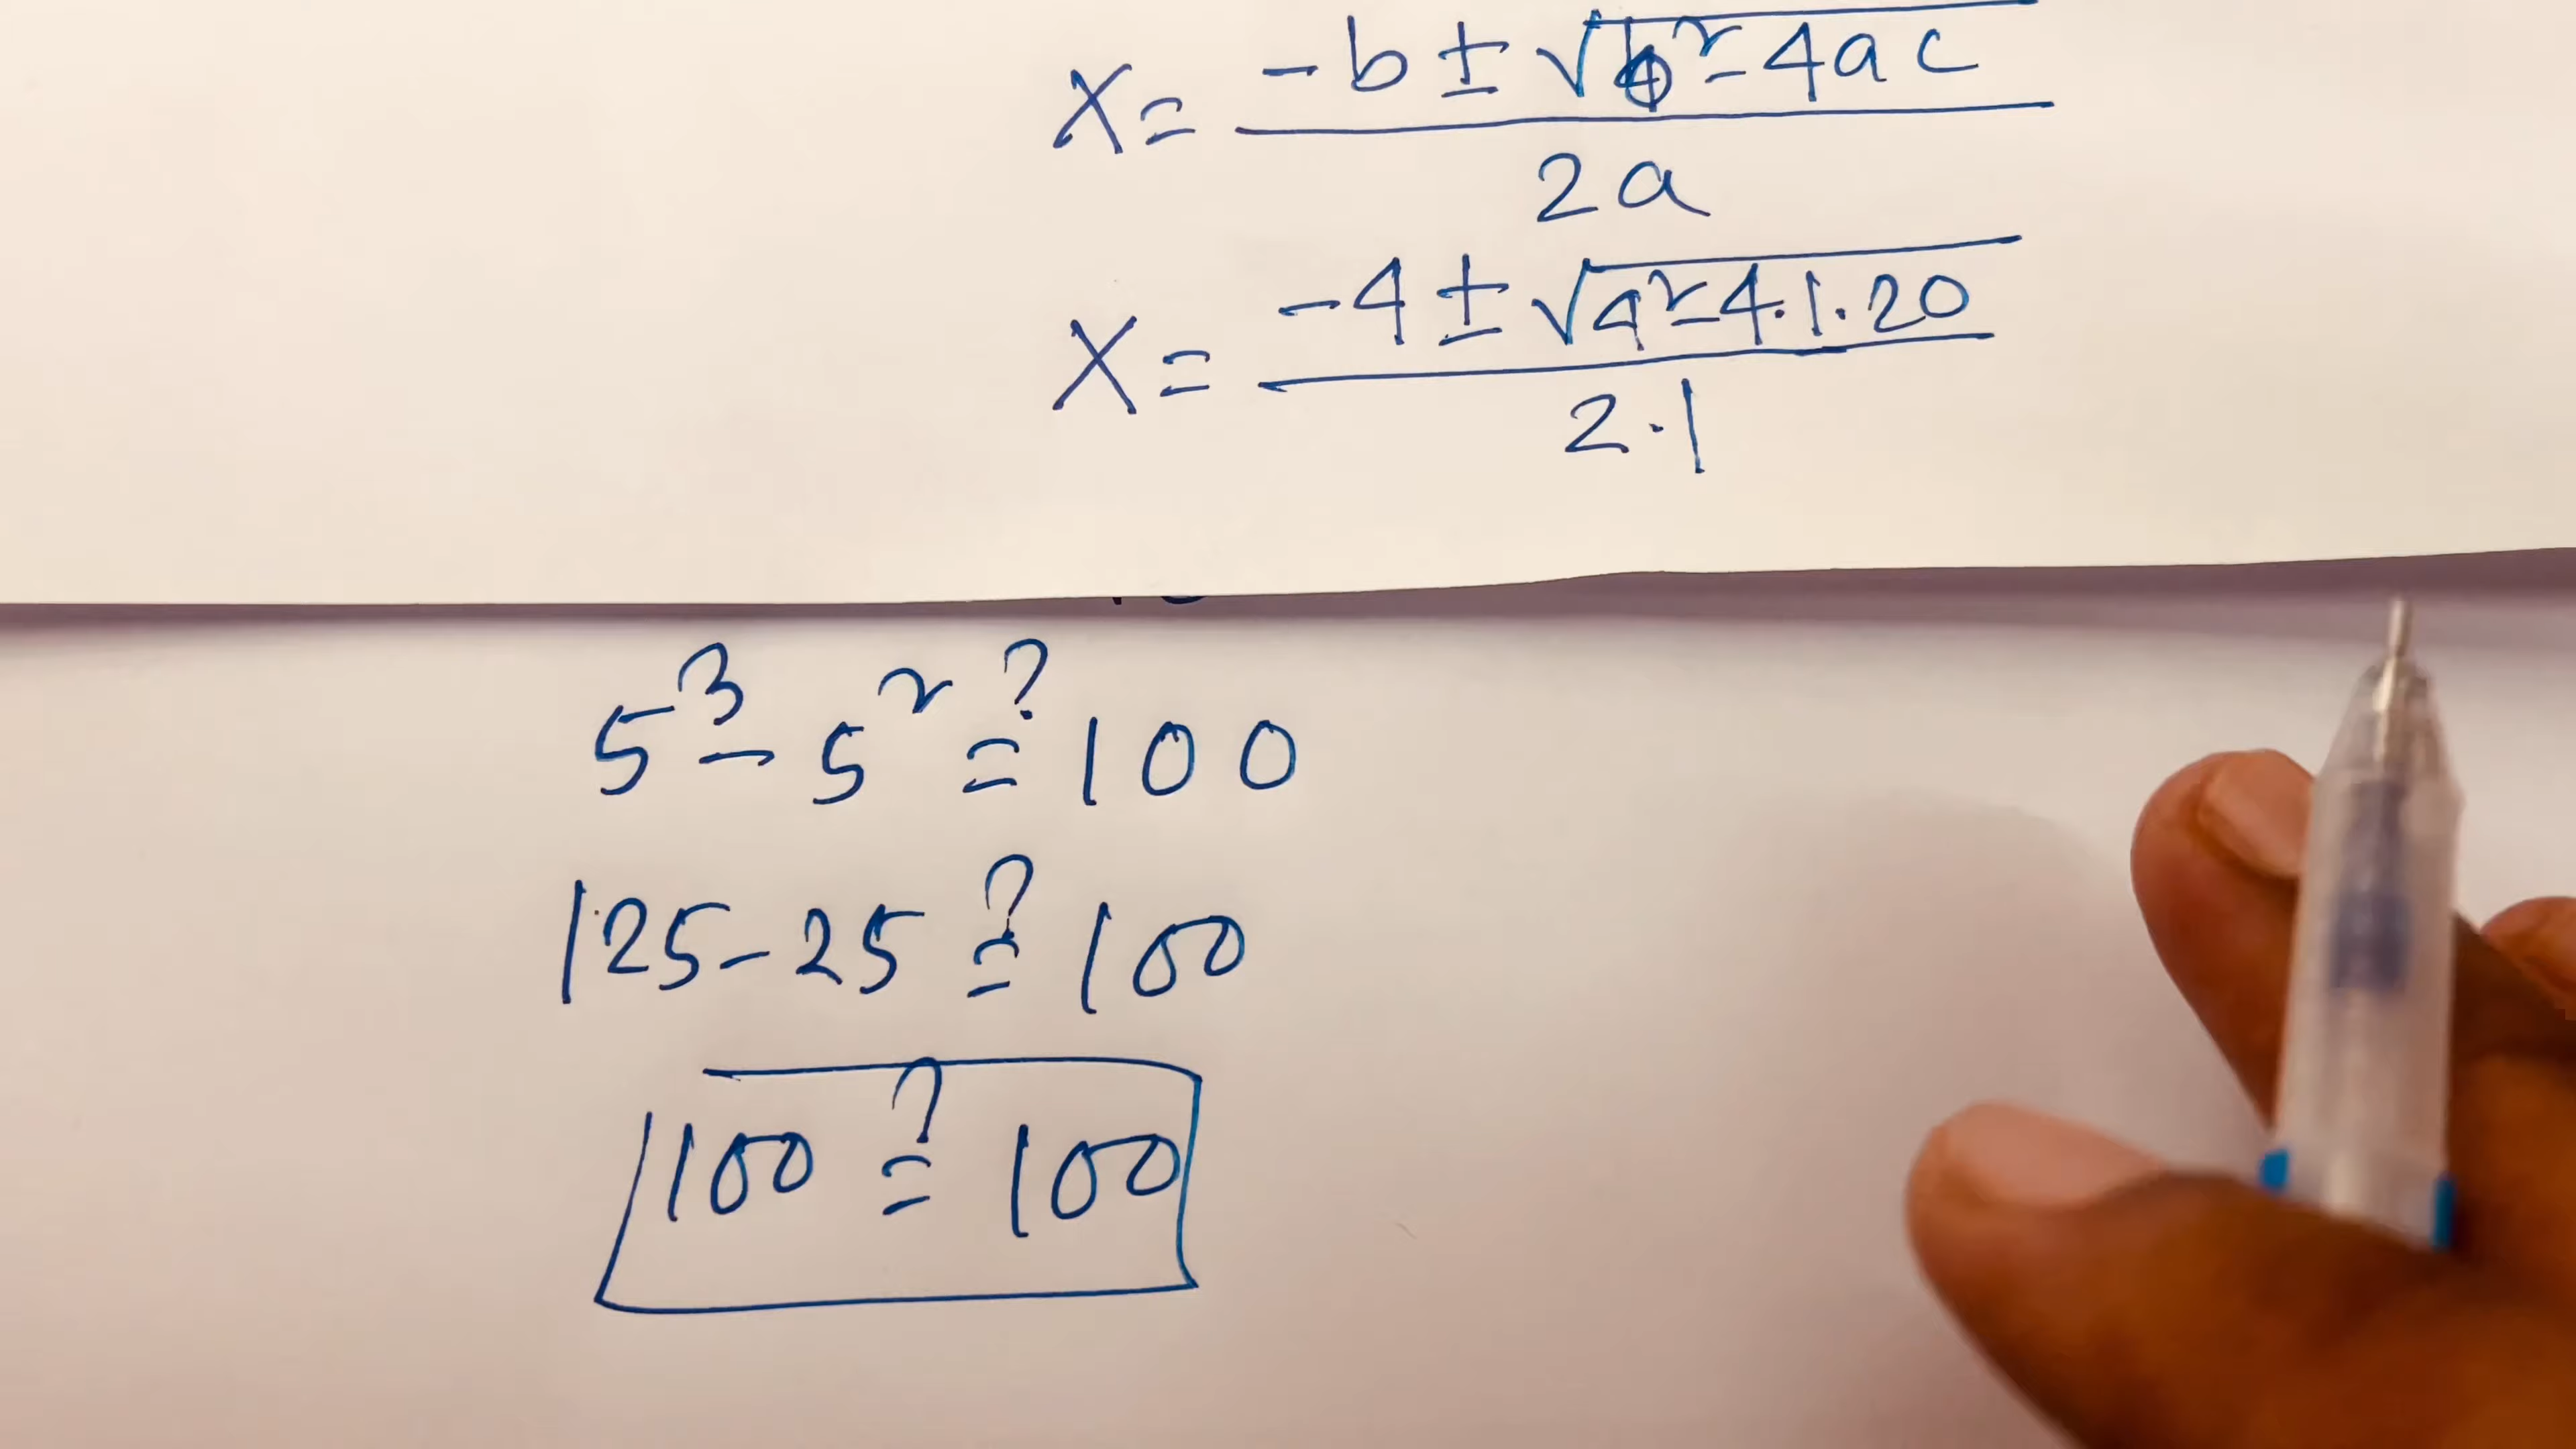 X = (-b ± √(b² - 4ac)) / 2a
X = (-4 ± √(4² - 4.1.20)) / 2.1
5³ - 5² ≟ 100
125 - 25 ≟ 100
100 ≟ 100